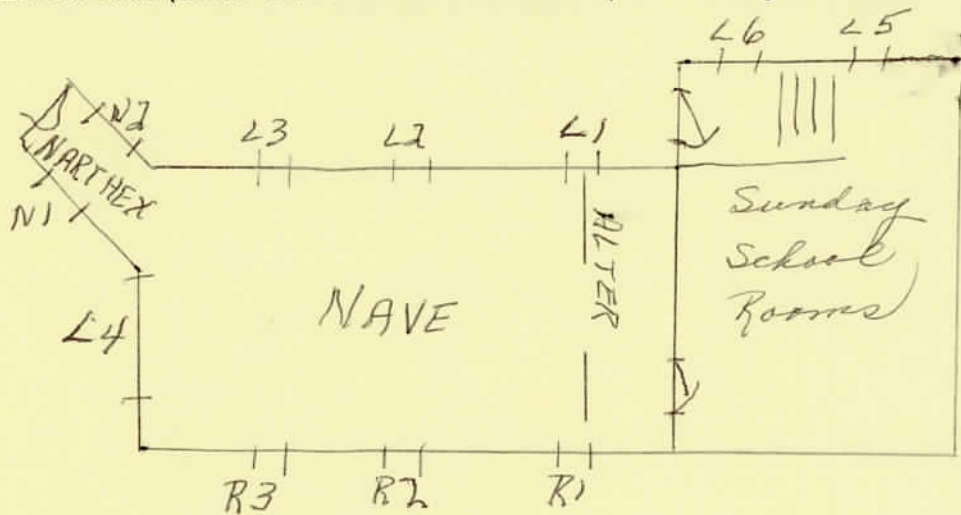 L6 L5
N2 L3 L2 L1
NARTHEX
N1
ALTER
Sunday
School
Rooms
NAVE
L4
R3 R2 R1